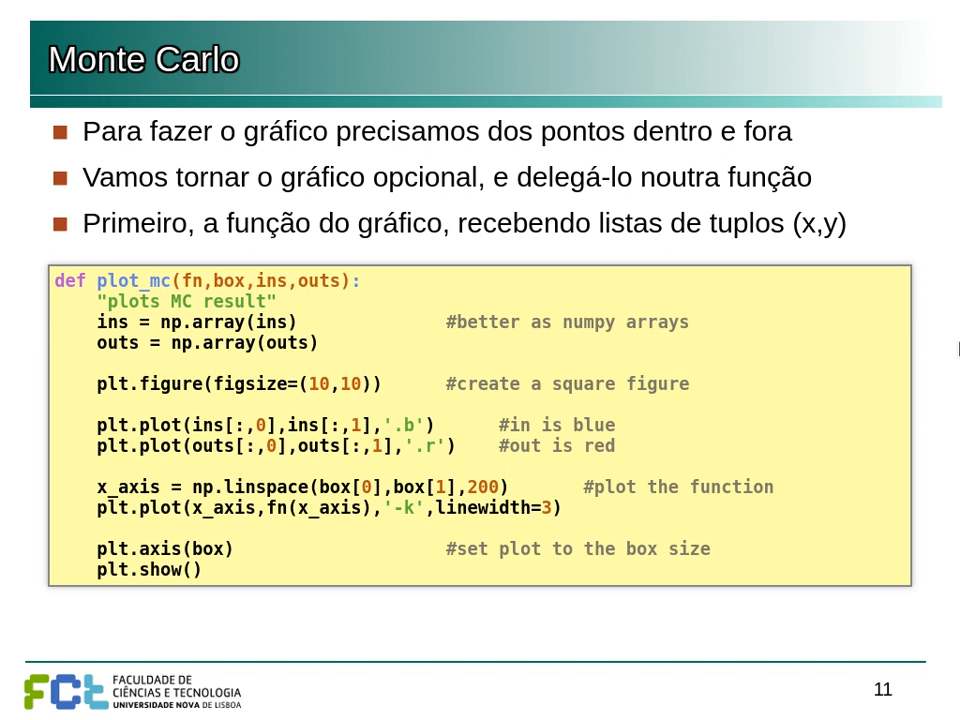 Monte Carlo
Para fazer o gráfico precisamos dos pontos dentro e fora
Vamos tornar o gráfico opcional, e delegá-lo noutra função
Primeiro, a função do gráfico, recebendo listas de tuplos (x,y)
def plot_mc(fn,box,ins,outs):
    "plots MC result"
    ins = np.array(ins)              #better as numpy arrays
    outs = np.array(outs)
    plt.figure(figsize=(10,10))      #create a square figure
    plt.plot(ins[:,0],ins[:,1],'.b')      #in is blue
    plt.plot(outs[:,0],outs[:,1],'.r')    #out is red
    x_axis = np.linspace(box[0],box[1],200)       #plot the function
    plt.plot(x_axis,fn(x_axis),'-k',linewidth=3)
    plt.axis(box)                    #set plot to the box size
    plt.show()
FCt
FACULDADE DE
CIÊNCIAS E TECNOLOGIA
UNIVERSIDADE NOVA DE LISBOA
11